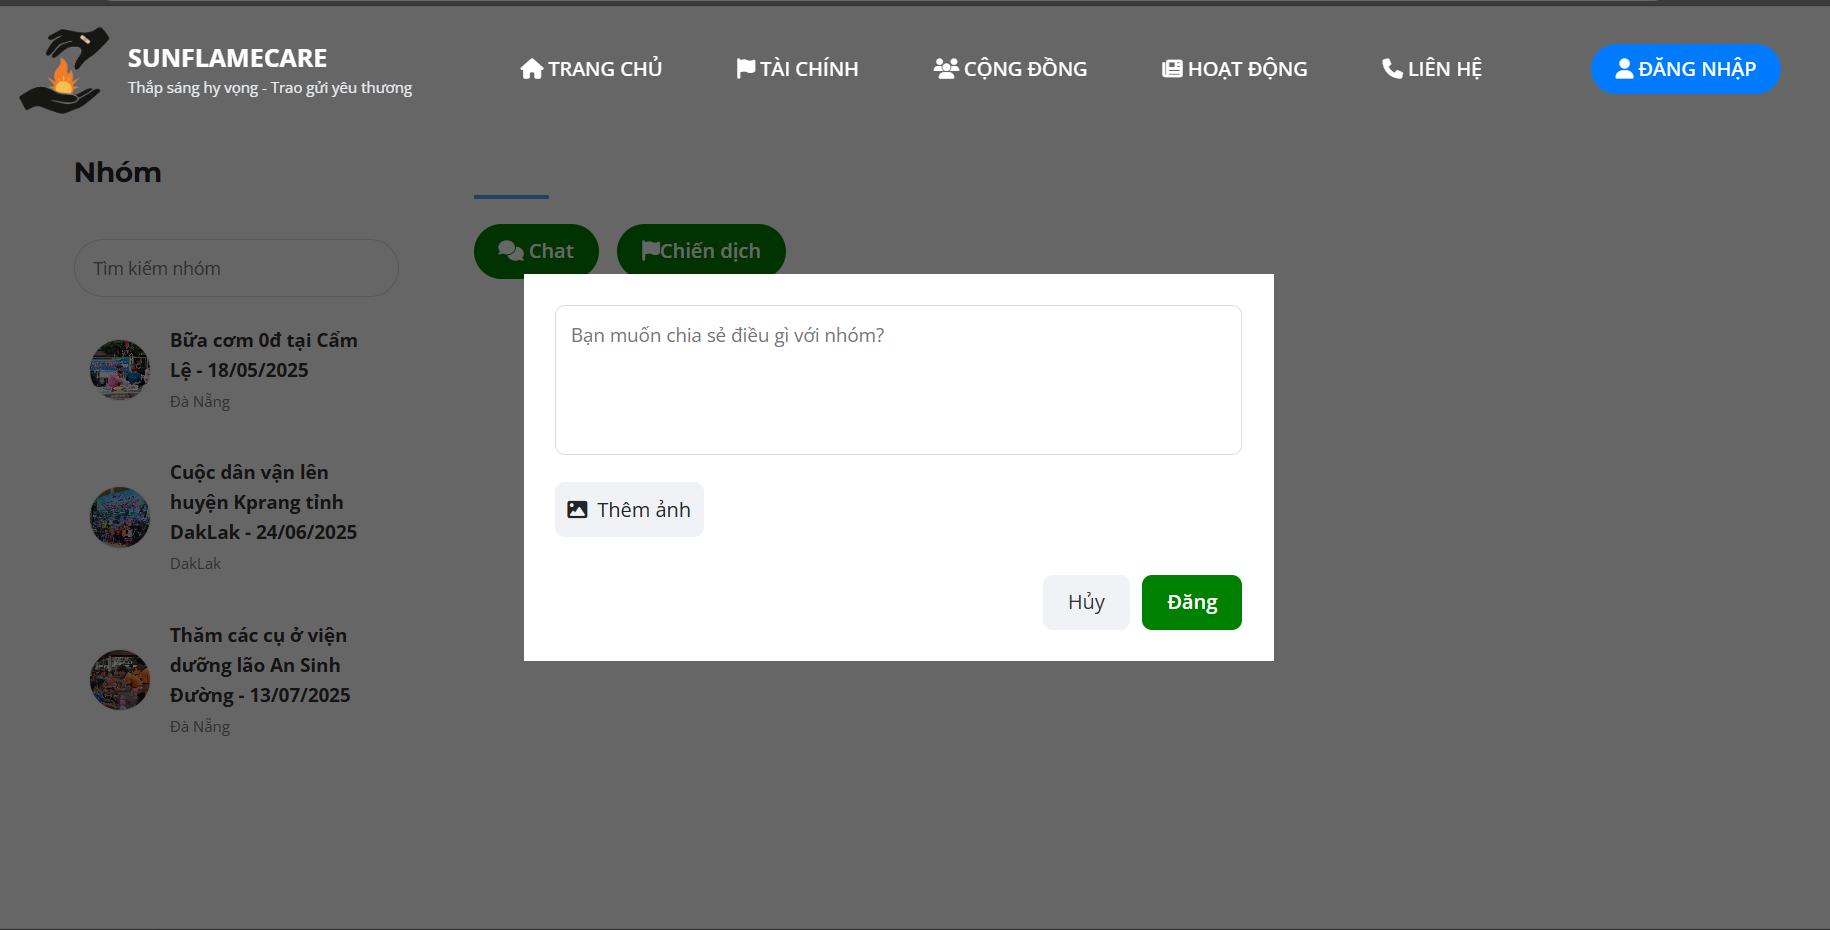 SUNFLAMECARE
Thắp sáng hy vọng - Trao gửi yêu thương
TRANG CHỦ
TÀI CHÍNH
CỘNG ĐỒNG
HOẠT ĐỘNG
LIÊN HỆ
ĐĂNG NHẬP
Nhóm
Tìm kiếm nhóm
Bữa cơm 0đ tại Cẩm
Lệ - 18/05/2025
Đà Nẵng
Cuộc dân vận lên
huyện Kprang tỉnh
DakLak - 24/06/2025
DakLak
Thăm các cụ ở viện
dưỡng lão An Sinh
Đường - 13/07/2025
Đà Nẵng
Chat
Chiến dịch
Bạn muốn chia sẻ điều gì với nhóm?
Thêm ảnh
Hủy
Đăng